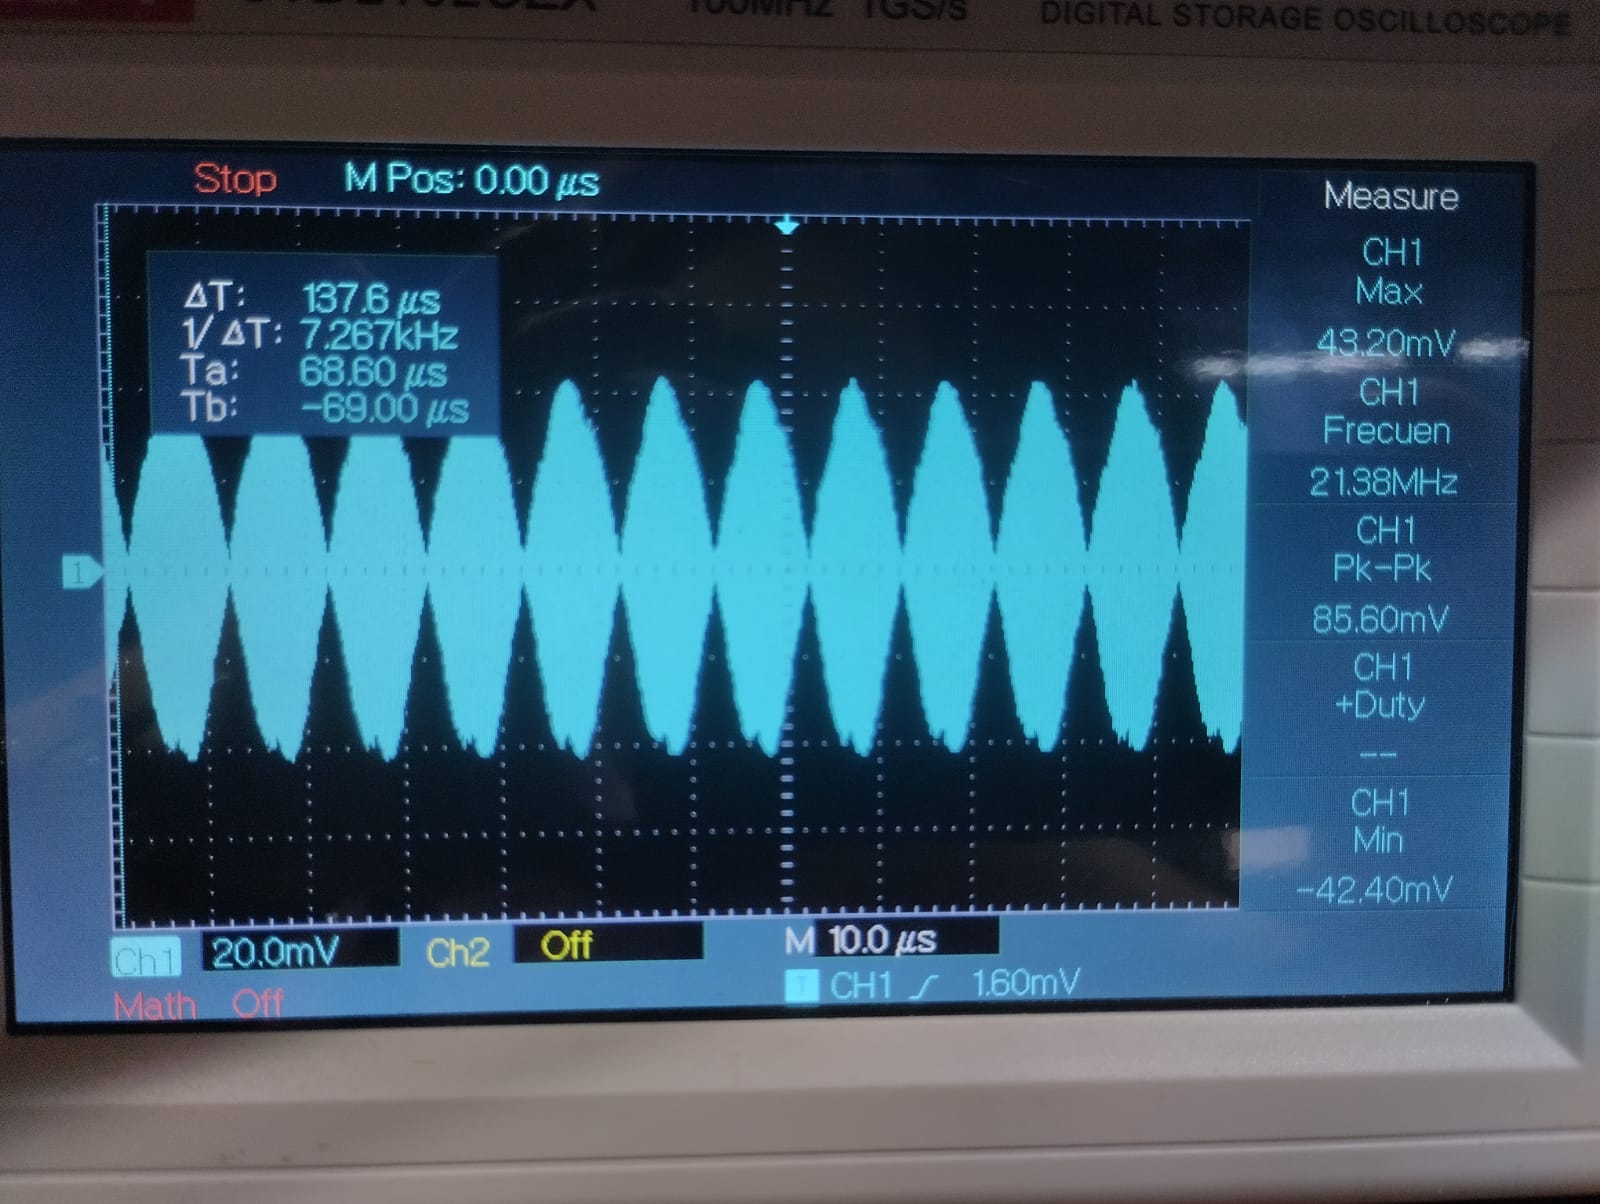 100MHz 1GS/s DIGITAL STORAGE OSCILLOSCOPE
Stop M Pos: 0.00 µs
ΔT: 137.6 µs
1/ΔT: 7.267kHz
Ta: 68.60 µs
Tb: -69.00 µs
Measure
CH1
Max
43.20mV
CH1
Frecuen
21.38MHz
CH1
Pk-Pk
85.60mV
CH1
+Duty
--
CH1
Min
-42.40mV
1
Ch1 20.0mV Ch2 Off M 10.0 µs
T CH1 1.60mV
Math Off